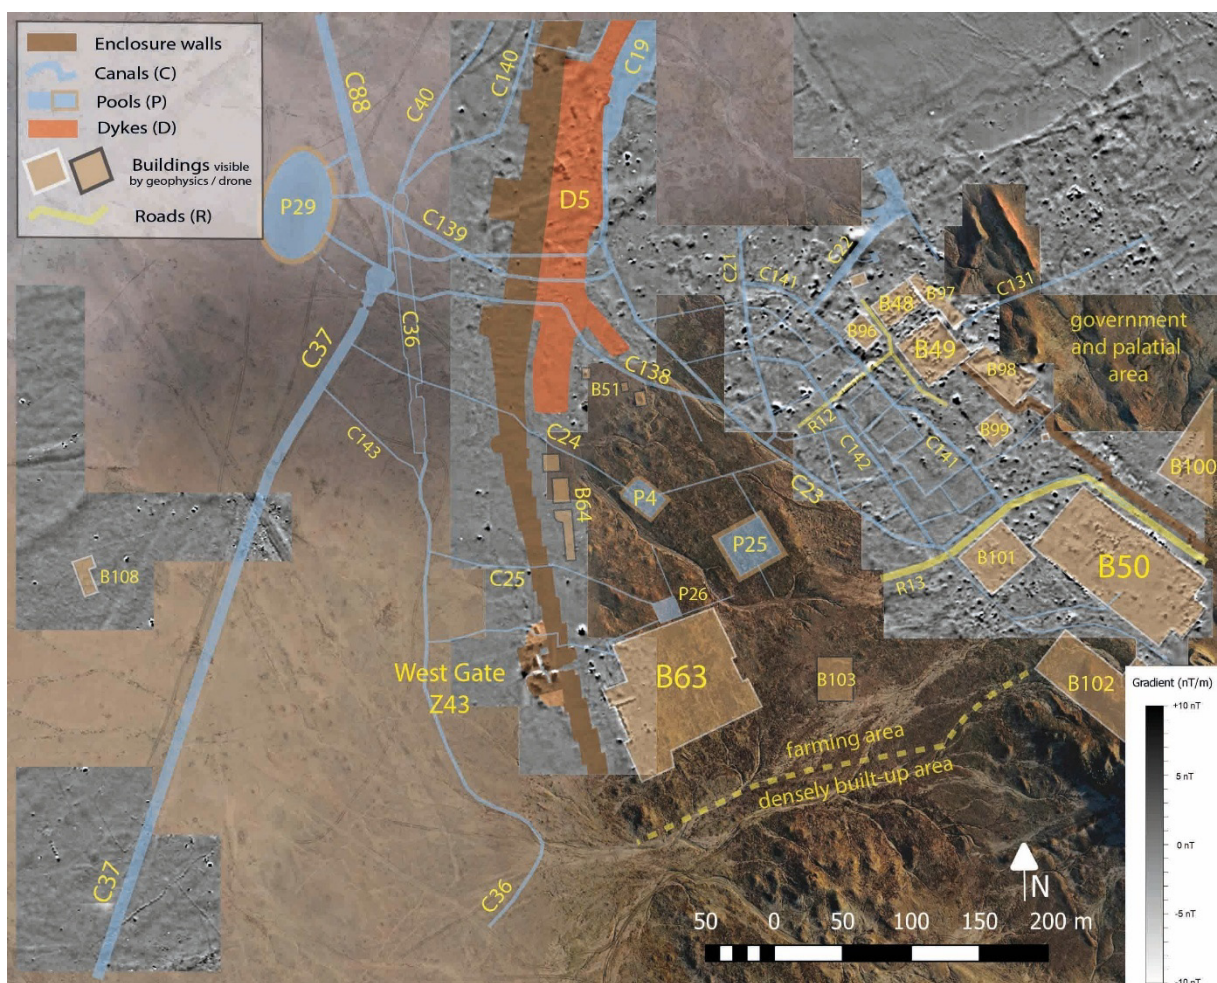 Enclosure walls
Canals (C)
Pools (P)
Dykes (D)
Buildings visible
by geophysics / drone
Roads (R)
C88
C40
C140
C19
P29
C139
D5
C21
C141
C22
B48
B97
C131
B96
B49
government
and palatial
area
B98
C37
C36
C138
B51
R12
C143
C24
C142
C141
B99
B100
P4
C23
B64
P25
B108
C25
P26
R13
B101
B50
West Gate
Z43
B63
B103
B102
farming area
densely built-up area
Gradient (nT/m)
+10 nT
5 nT
0 nT
-5 nT
-10 nT
C37
C36
N
50 0 50 100 150 200 m